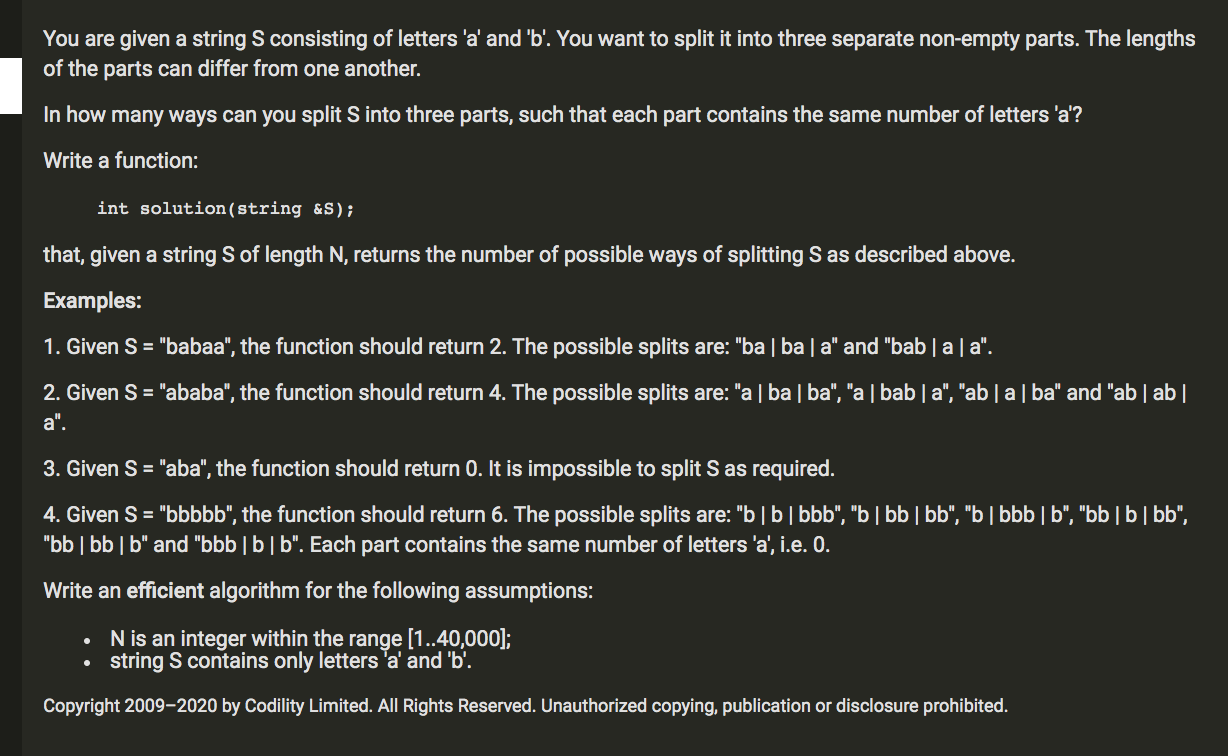 You are given a string S consisting of letters 'a' and 'b'. You want to split it into three separate non-empty parts. The lengths
of the parts can differ from one another.
In how many ways can you split S into three parts, such that each part contains the same number of letters 'a'?
Write a function:
int solution(string &S);
that, given a string S of length N, returns the number of possible ways of splitting S as described above.
Examples:
1. Given S = "babaa", the function should return 2. The possible splits are: "ba | ba | a" and "bab | a | a".
2. Given S = "ababa", the function should return 4. The possible splits are: "a | ba | ba", "a | bab | a", "ab | a | ba" and "ab | ab |
a".
3. Given S = "aba", the function should return 0. It is impossible to split S as required.
4. Given S = "bbbbb", the function should return 6. The possible splits are: "b | b | bbb", "b | bb | bb", "b | bbb | b", "bb | b | bb",
"bb | bb | b" and "bbb | b | b". Each part contains the same number of letters 'a', i.e. 0.
Write an efficient algorithm for the following assumptions:
• N is an integer within the range [1..40,000];
• string S contains only letters 'a' and 'b'.
Copyright 2009–2020 by Codility Limited. All Rights Reserved. Unauthorized copying, publication or disclosure prohibited.